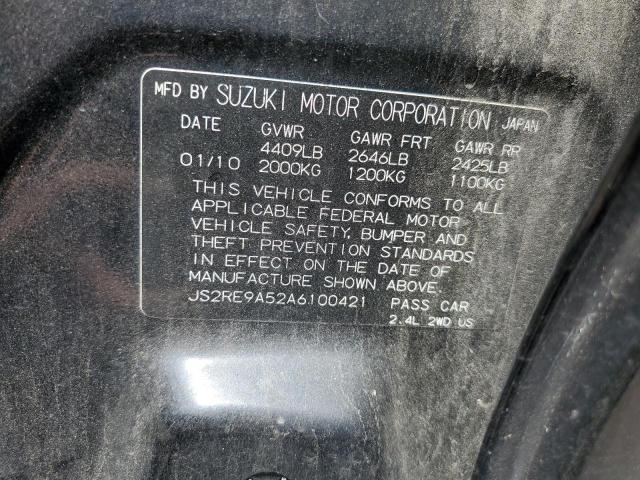 MFD BY SUZUKI MOTOR CORPORATION JAPAN
DATE GVWR GAWR FRT GAWR RR
4409LB 2646LB 2425LB
01/10 2000KG 1200KG 1100KG
THIS VEHICLE CONFORMS TO ALL
APPLICABLE FEDERAL MOTOR
VEHICLE SAFETY, BUMPER AND
THEFT PREVENTION STANDARDS
IN EFFECT ON THE DATE OF
MANUFACTURE SHOWN ABOVE.
JS2RE9A52A6100421 PASS CAR
2.4L 2WD US